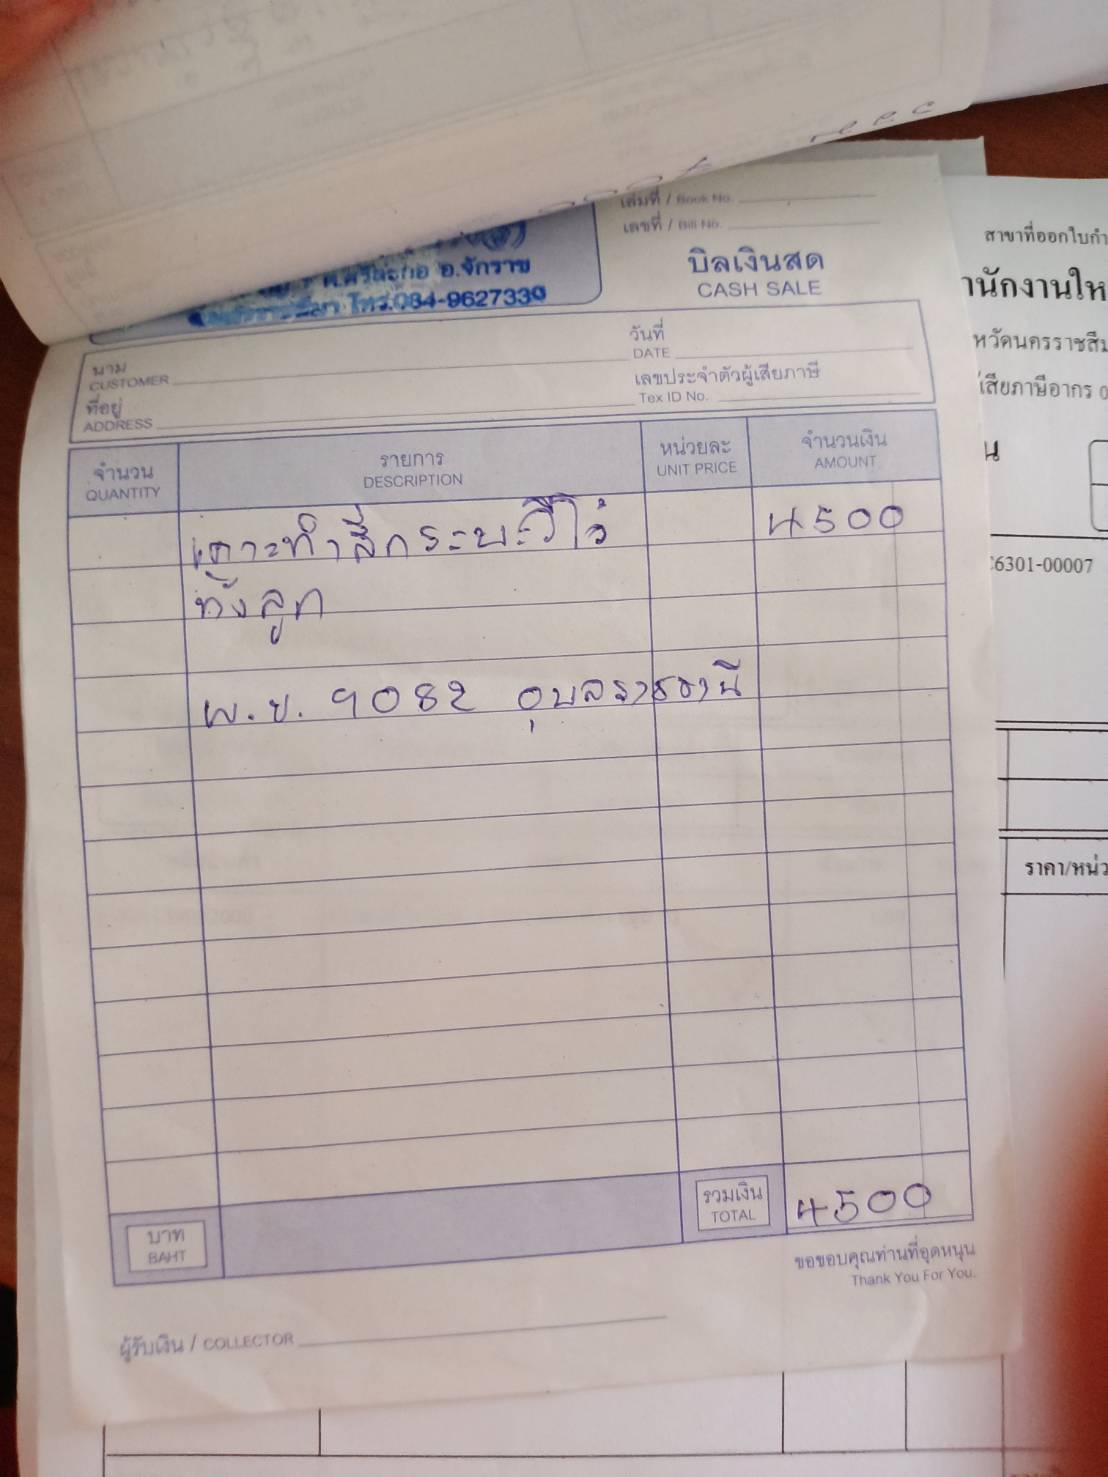 เล่มที่ / Book No.
เลขที่ / Bill No.
อ.จักราช
โทร.084-9627330
บิลเงินสด
CASH SALE
นาม
CUSTOMER
วันที่
DATE
ที่อยู่
ADDRESS
เลขประจำตัวผู้เสียภาษี
Tex ID No.
จำนวน
QUANTITY
รายการ
DESCRIPTION
หน่วยละ
UNIT PRICE
จำนวนเงิน
AMOUNT
เคาะทำสีกระบะวีโก้ 4500
ทั้งลูก
ผ.ข. 9082 อุบลราชธานี
บาท
BAHT
รวมเงิน
TOTAL
4500
ขอขอบคุณท่านที่อุดหนุน
Thank You For You.
ผู้รับเงิน / COLLECTOR
สาขาที่ออกใบกำ
านักงานให
หวัดนครราชสีม
เสียภาษีอากร 0
น
6301-00007
ราคา/หน่ว